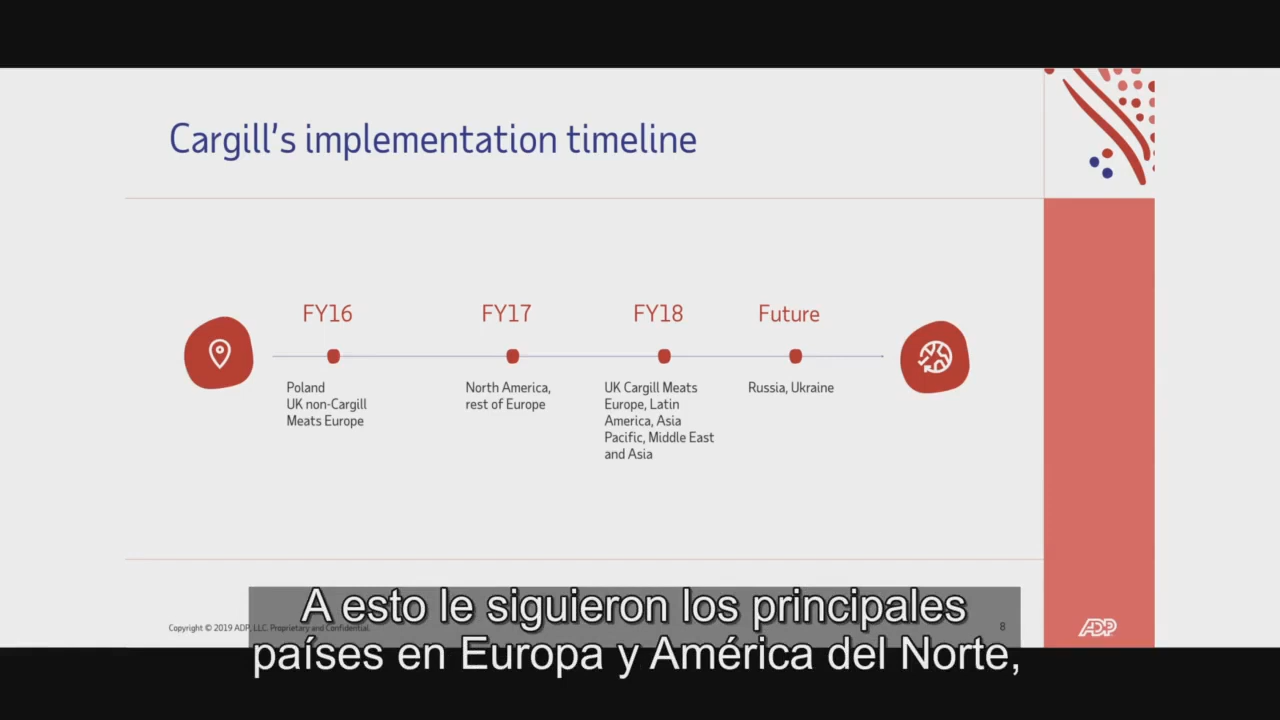 Cargill's implementation timeline
FY16
FY17
FY18
Future
Poland
UK non-Cargill
Meats Europe
North America,
rest of Europe
UK Cargill Meats
Europe, Latin
America, Asia
Pacific, Middle East
and Asia
Russia, Ukraine
Copyright © 2019 ADP, LLC. Proprietary and Confidential.
8
ADP
A esto le siguieron los principales
países en Europa y América del Norte,